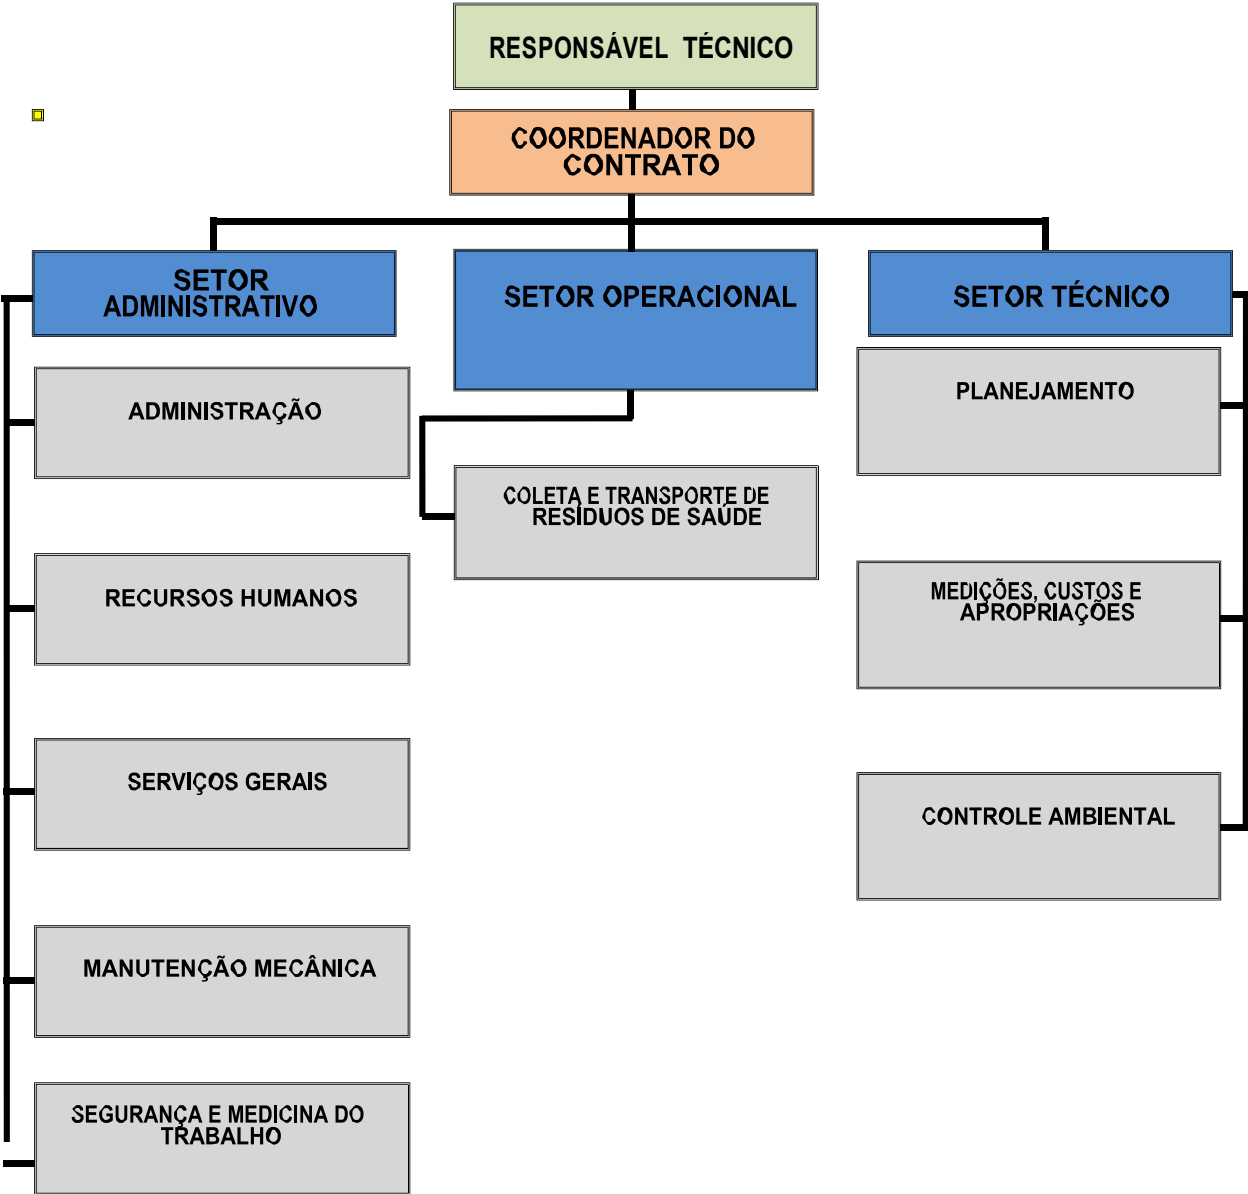 RESPONSÁVEL TÉCNICO
COORDENADOR DO
CONTRATO
SETOR
ADMINISTRATIVO
SETOR OPERACIONAL
SETOR TÉCNICO
ADMINISTRAÇÃO
RECURSOS HUMANOS
SERVIÇOS GERAIS
MANUTENÇÃO MECÂNICA
SEGURANÇA E MEDICINA DO
TRABALHO
COLETA E TRANSPORTE DE
RESÍDUOS DE SAÚDE
PLANEJAMENTO
MEDIÇÕES, CUSTOS E
APROPRIAÇÕES
CONTROLE AMBIENTAL